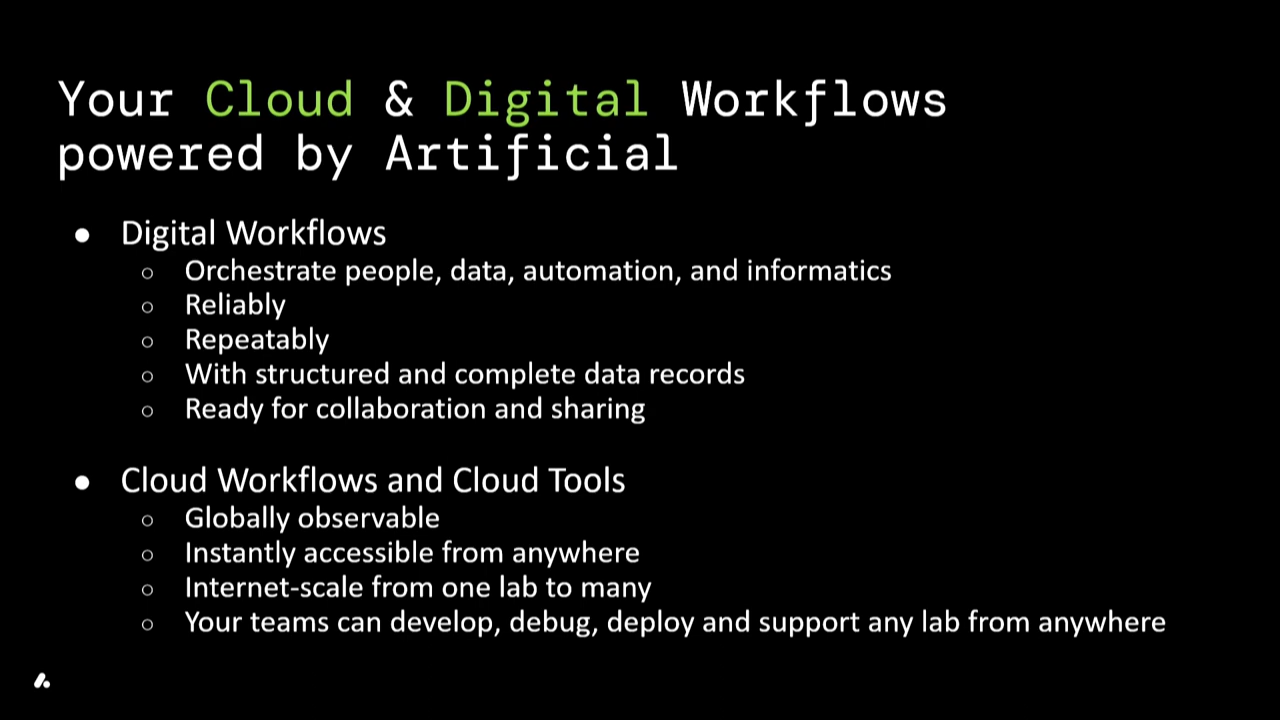 Your Cloud & Digital Workflows
powered by Artificial
● Digital Workflows
○ Orchestrate people, data, automation, and informatics
○ Reliably
○ Repeatably
○ With structured and complete data records
○ Ready for collaboration and sharing
● Cloud Workflows and Cloud Tools
○ Globally observable
○ Instantly accessible from anywhere
○ Internet-scale from one lab to many
○ Your teams can develop, debug, deploy and support any lab from anywhere